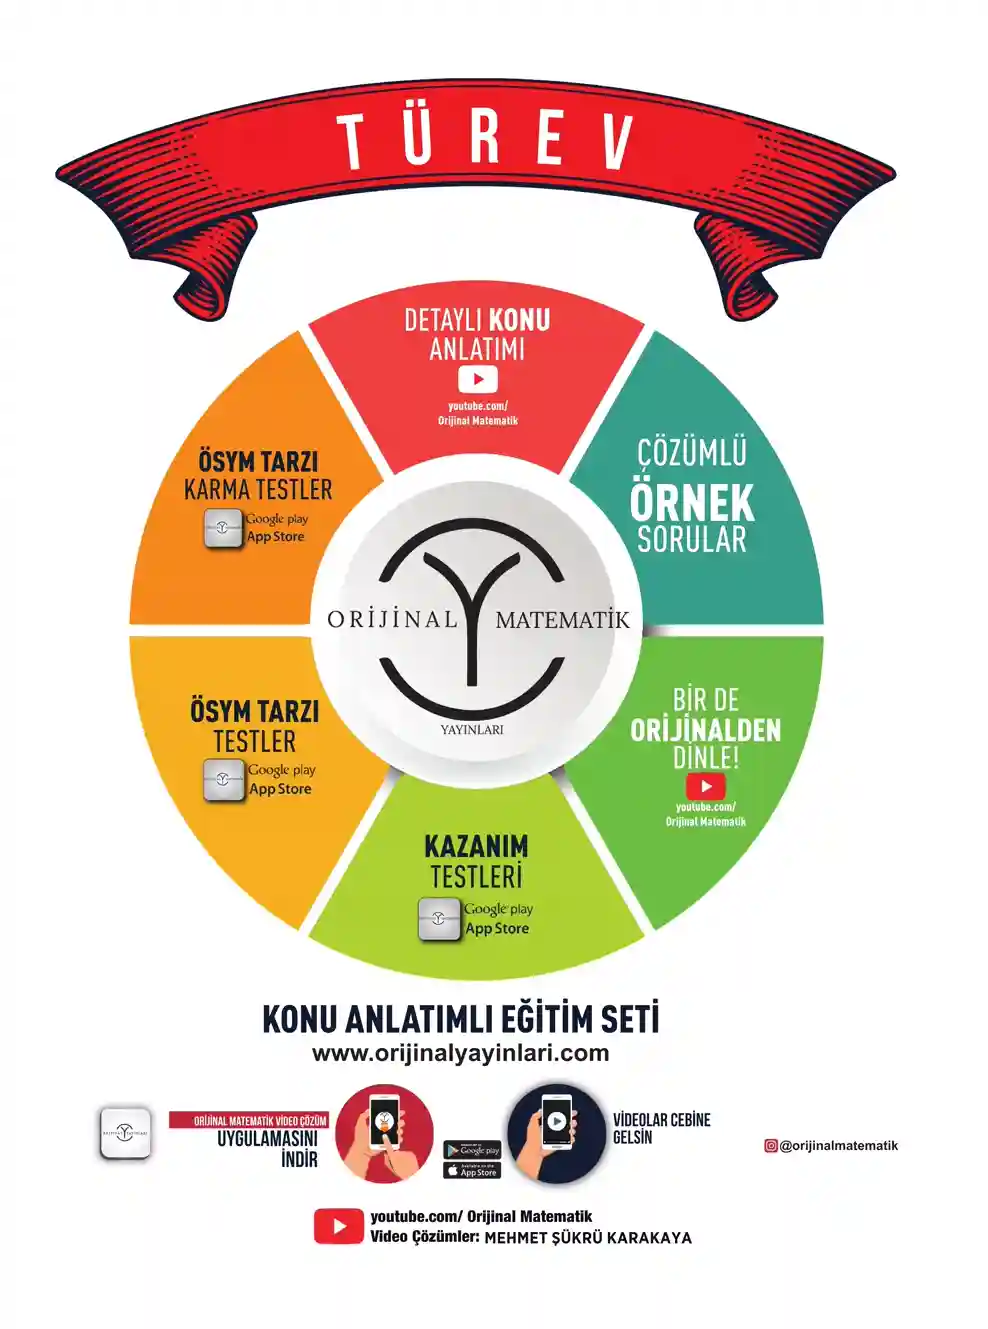 TÜREV
DETAYLI KONU
ANLATIMI
youtube.com/
Orijinal Matematik
ÇÖZÜMLÜ
ÖRNEK
SORULAR
BİR DE
ORİJİNALDEN
DİNLE!
youtube.com/
Orijinal Matematik
KAZANIM
TESTLERİ
Google play
App Store
ÖSYM TARZI
TESTLER
Google play
App Store
ÖSYM TARZI
KARMA TESTLER
Google play
App Store
ORİJİNAL MATEMATİK
YAYINLARI
KONU ANLATIMLI EĞİTİM SETİ
www.orijinalyayinlari.com
ORİJİNAL MATEMATİK VİDEO ÇÖZÜM
UYGULAMASINI
İNDİR
Google play
Available on the
App Store
VİDEOLAR CEBİNE
GELSİN
@orijinalmatematik
youtube.com/ Orijinal Matematik
Video Çözümler: MEHMET ŞÜKRÜ KARAKAYA